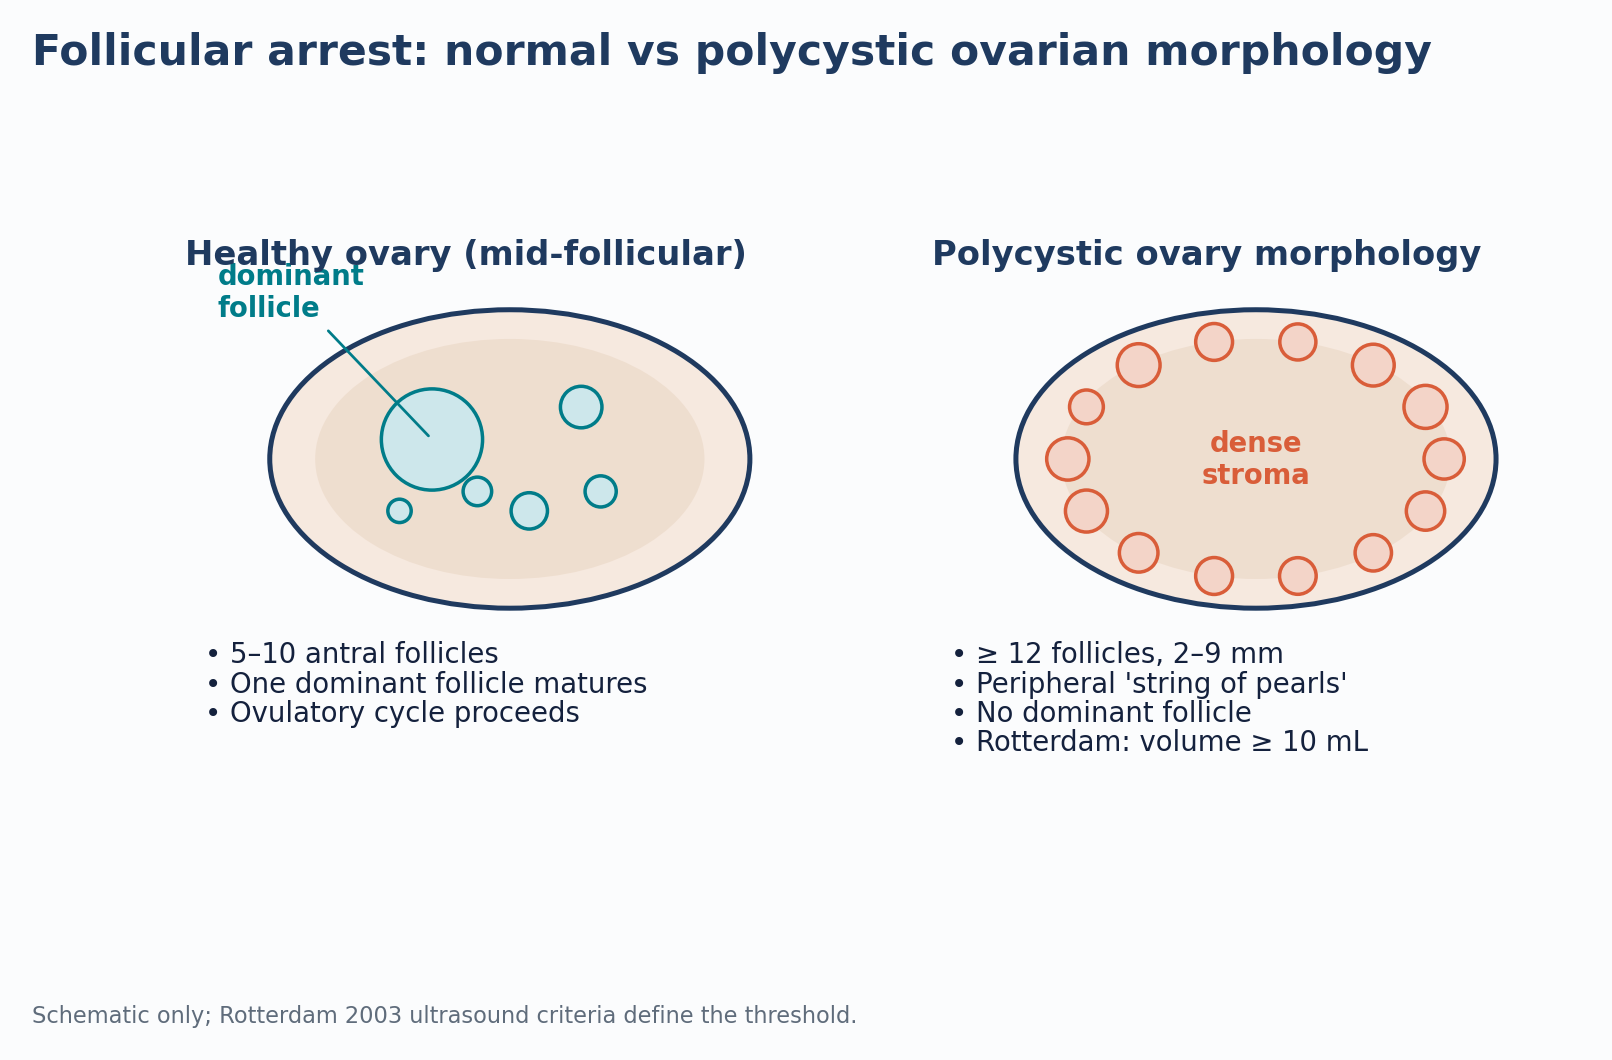 Follicular arrest: normal vs polycystic ovarian morphology
Healthy ovary (mid-follicular)
dominant
follicle
• 5–10 antral follicles
• One dominant follicle matures
• Ovulatory cycle proceeds
Polycystic ovary morphology
dense
stroma
• ≥ 12 follicles, 2–9 mm
• Peripheral 'string of pearls'
• No dominant follicle
• Rotterdam: volume ≥ 10 mL
Schematic only; Rotterdam 2003 ultrasound criteria define the threshold.